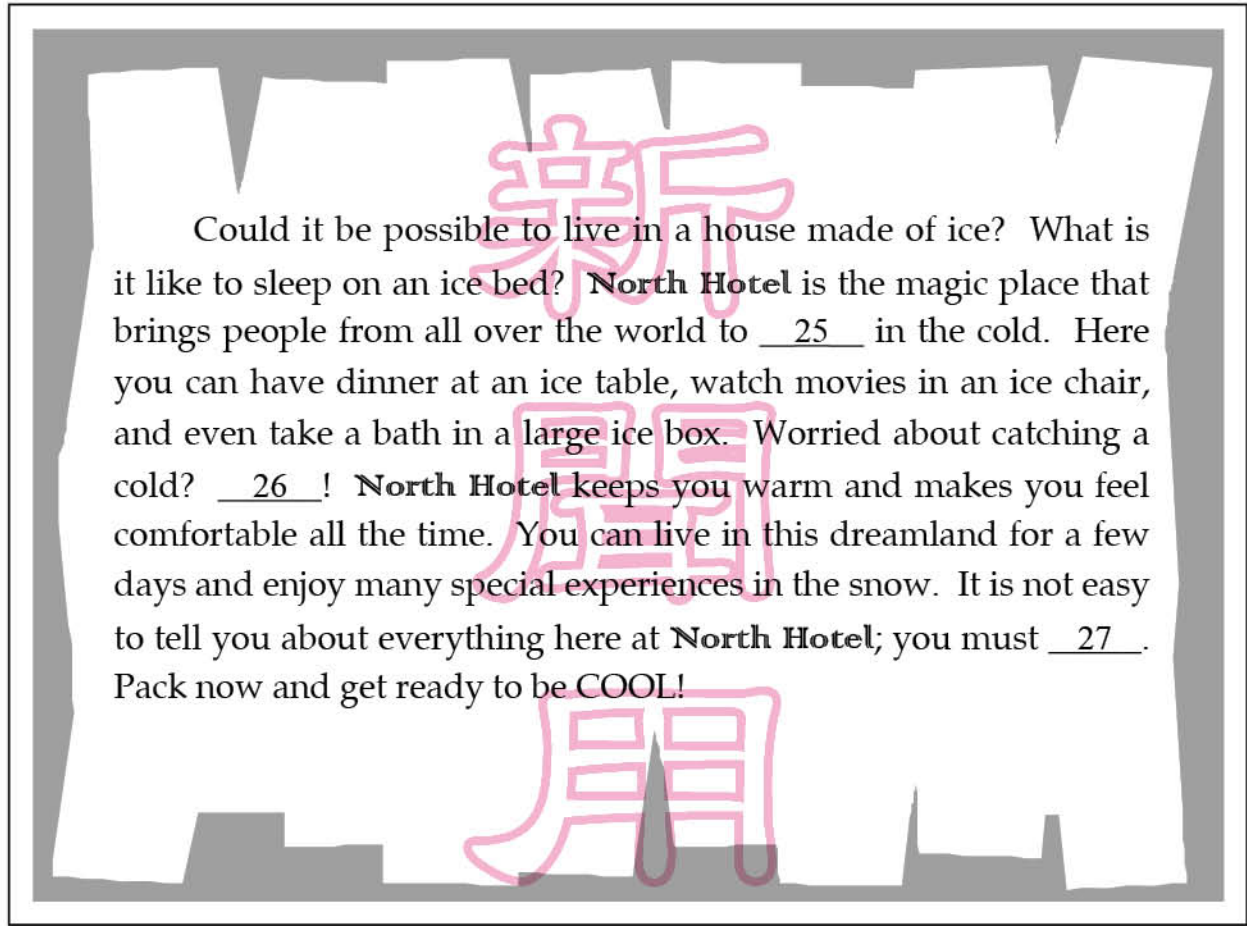 Could it be possible to live in a house made of ice? What is
it like to sleep on an ice bed? North Hotel is the magic place that
brings people from all over the world to 25 in the cold. Here
you can have dinner at an ice table, watch movies in an ice chair,
and even take a bath in a large ice box. Worried about catching a
cold? 26 ! North Hotel keeps you warm and makes you feel
comfortable all the time. You can live in this dreamland for a few
days and enjoy many special experiences in the snow. It is not easy
to tell you about everything here at North Hotel; you must 27 .
Pack now and get ready to be COOL!
新
聞
用